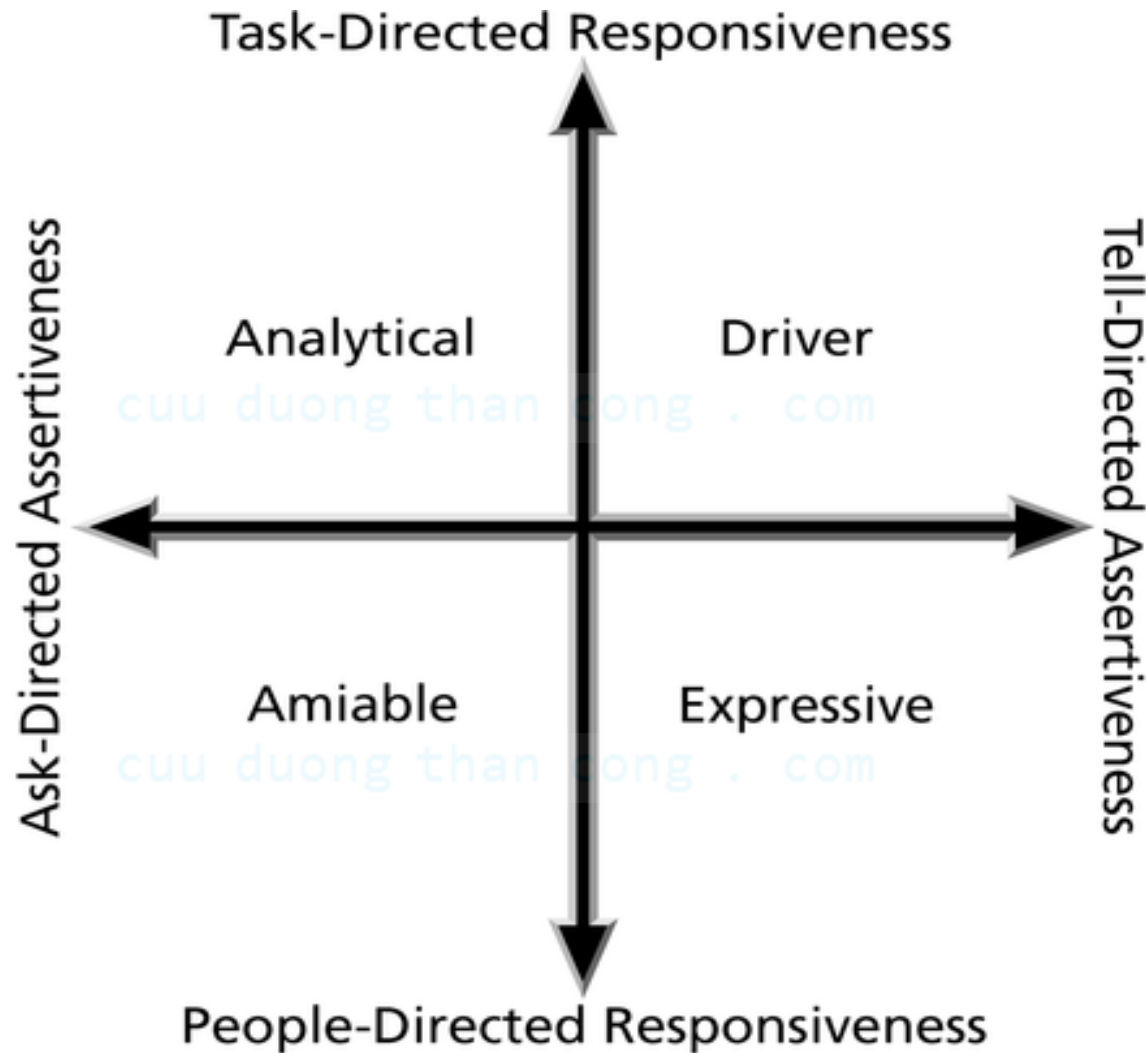 Task-Directed Responsiveness
Ask-Directed Assertiveness
Tell-Directed Assertiveness
Analytical
Driver
cuu duong than cong . com
Amiable
Expressive
cuu duong than cong . com
People-Directed Responsiveness